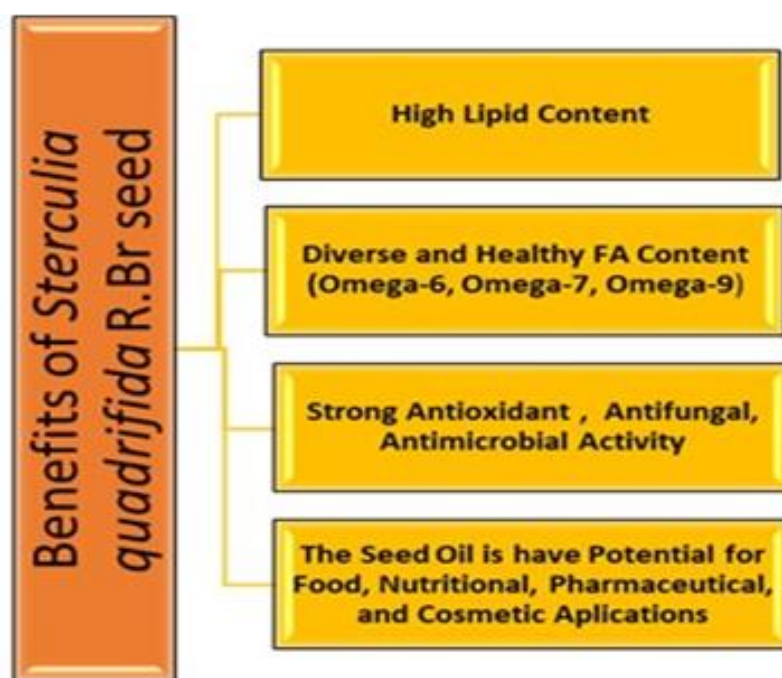 Benefits of Sterculia
quadrifida R.Br seed
High Lipid Content
Diverse and Healthy FA Content
(Omega-6, Omega-7, Omega-9)
Strong Antioxidant , Antifungal,
Antimicrobial Activity
The Seed Oil is have Potential for
Food, Nutritional, Pharmaceutical,
and Cosmetic Aplications